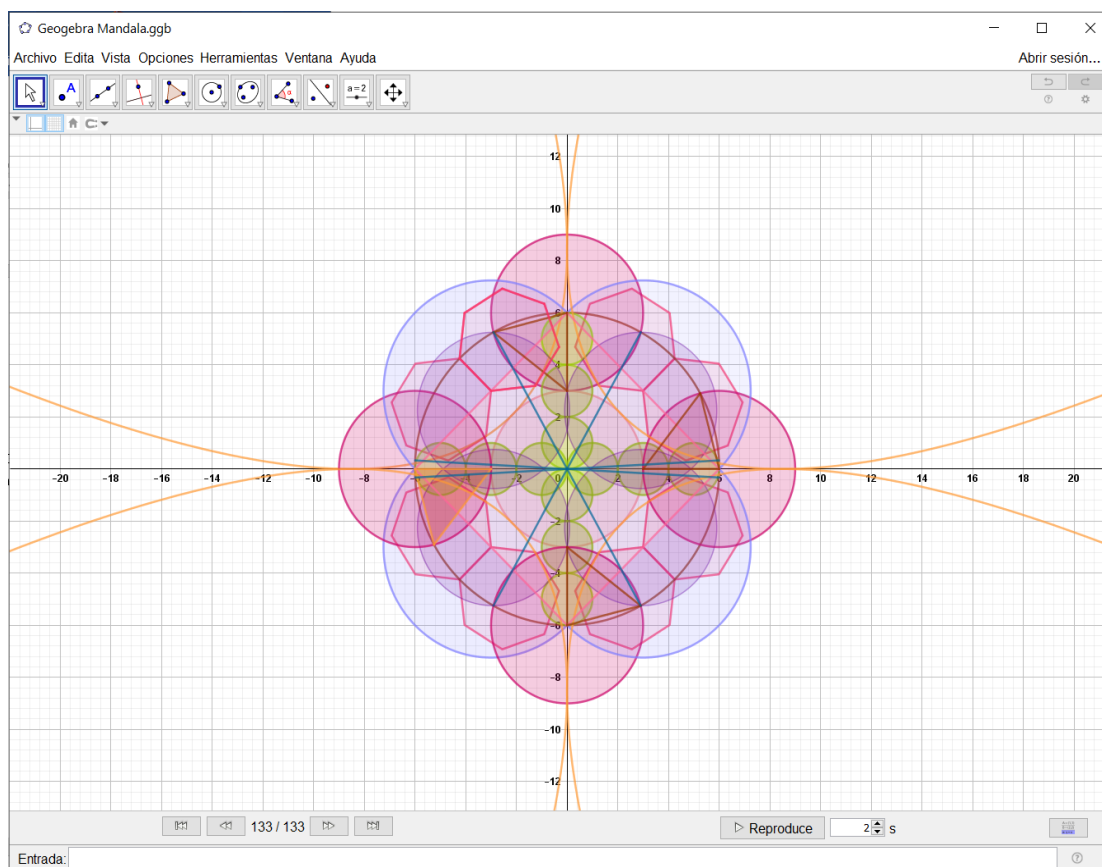 Geogebra Mandala.ggb
Archivo Edita Vista Opciones Herramientas Ventana Ayuda
Abrir sesión...
A
a=2
12
10
8
6
4
2
-20 -18 -16 -14 -12 -10 -8 -6 -4 -2 0 2 4 6 8 10 12 14 16 18 20
-2
-4
-6
-8
-10
-12
133 / 133
Reproduce 2 s
Entrada: